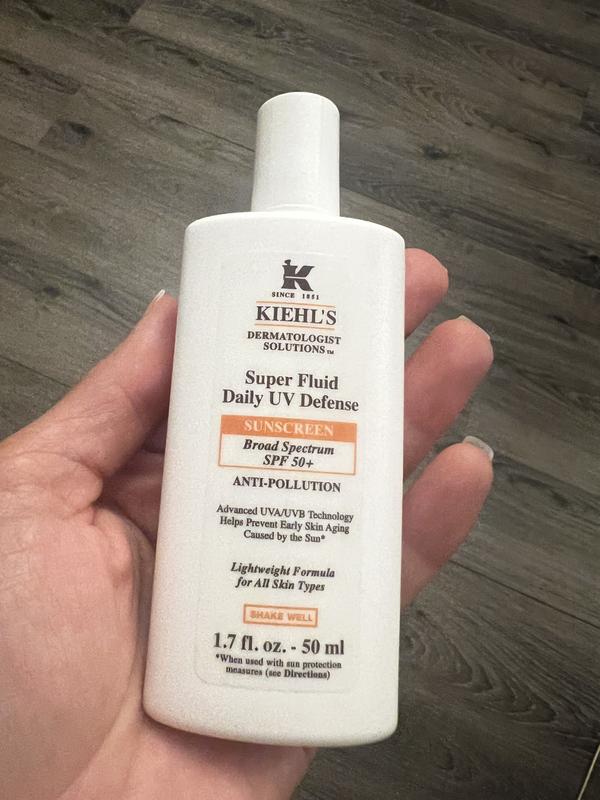 K
SINCE 1851
KIEHL'S
DERMATOLOGIST
SOLUTIONS™
Super Fluid
Daily UV Defense
SUNSCREEN
Broad Spectrum
SPF 50+
ANTI-POLLUTION
Advanced UVA/UVB Technology
Helps Prevent Early Skin Aging
Caused by the Sun*
Lightweight Formula
for All Skin Types
SHAKE WELL
1.7 fl. oz. - 50 ml
*When used with sun protection
measures (see Directions)